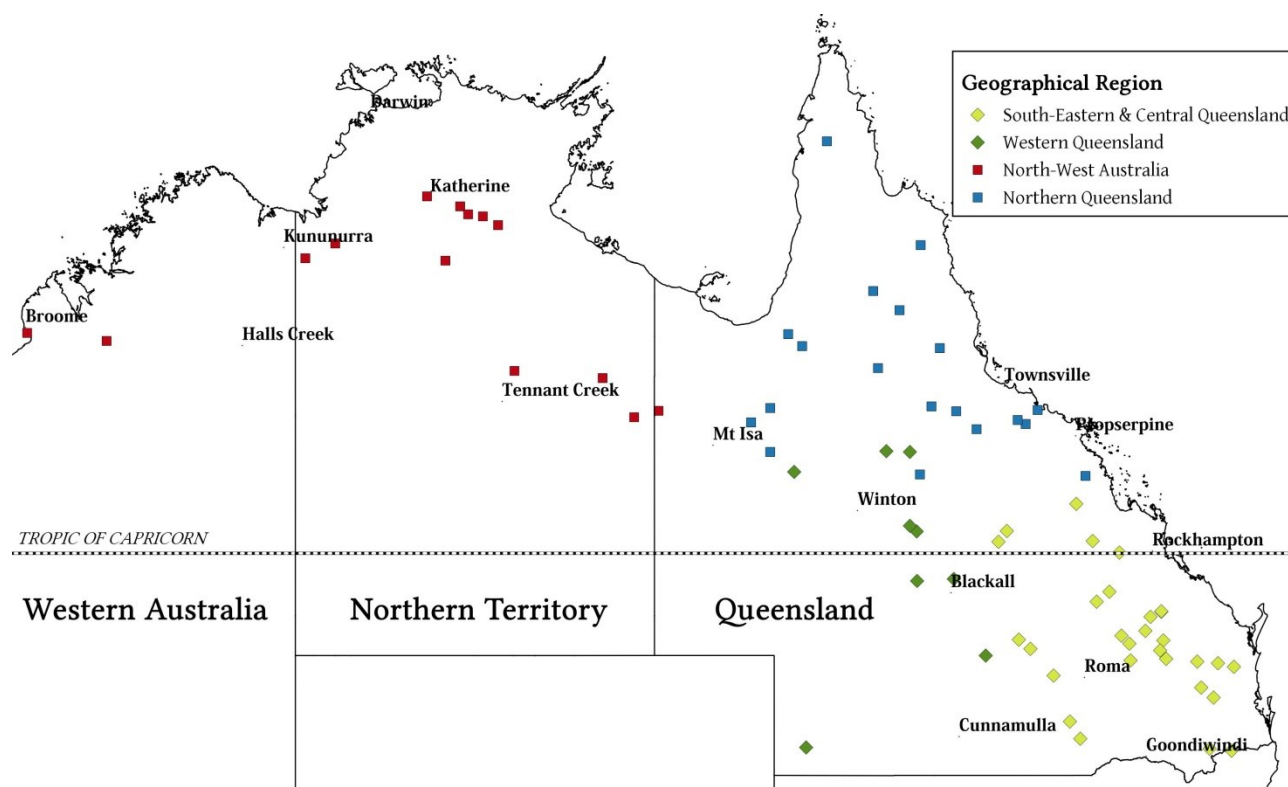 Geographical Region
South-Eastern & Central Queensland
Western Queensland
North-West Australia
Northern Queensland
Darwin
Katherine
Kununurra
Broome
Halls Creek
Tennant Creek
Townsville
Mt Isa
Winton
TROPIC OF CAPRICORN
Rockhampton
Blackall
Western Australia
Northern Territory
Queensland
Roma
Cunnamulla
Goondiwindi